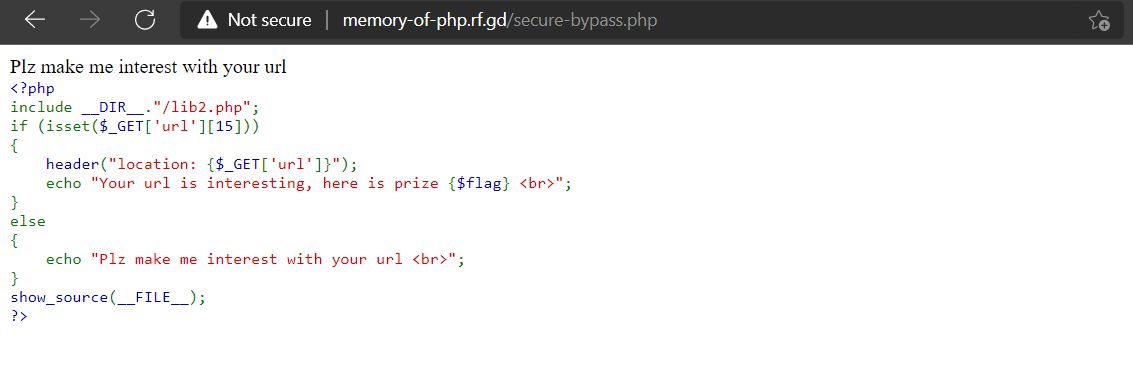 Not secure | memory-of-php.rf.gd/secure-bypass.php
Plz make me interest with your url
<?php
include __DIR__."/lib2.php";
if (isset($_GET['url'][15]))
{
    header("location: {$_GET['url']}");
    echo "Your url is interesting, here is prize {$flag} <br>";
}
else
{
    echo "Plz make me interest with your url <br>";
}
show_source(__FILE__);
?>